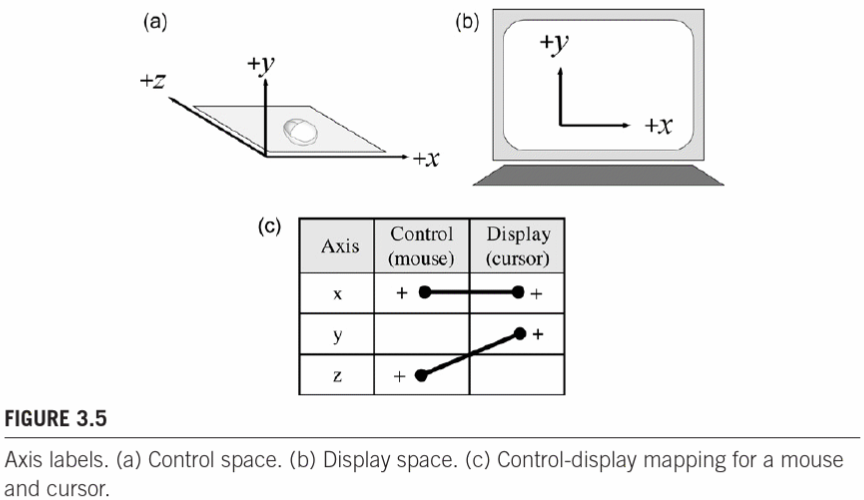 (a)
+y
+z
+x
(b)
+y
+x
(c)
Axis Control (mouse) Display (cursor)
x + +
y +
z +
FIGURE 3.5
Axis labels. (a) Control space. (b) Display space. (c) Control-display mapping for a mouse
and cursor.